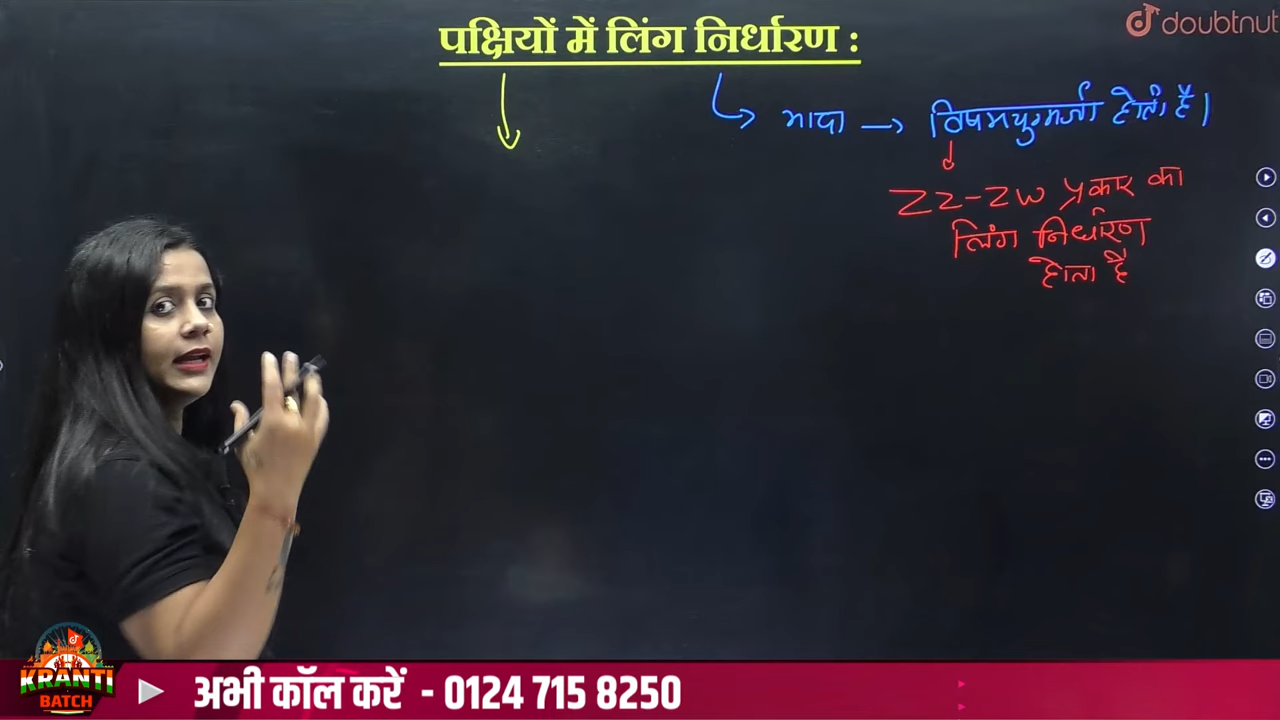 doubtnut
पक्षियों में लिंग निर्धारण :
मादा → विषमयुग्मजी होती है।
ZZ-ZW प्रकार का
लिंग निर्धारण
होता है
KRANTI
BATCH
अभी कॉल करें - 0124 715 8250